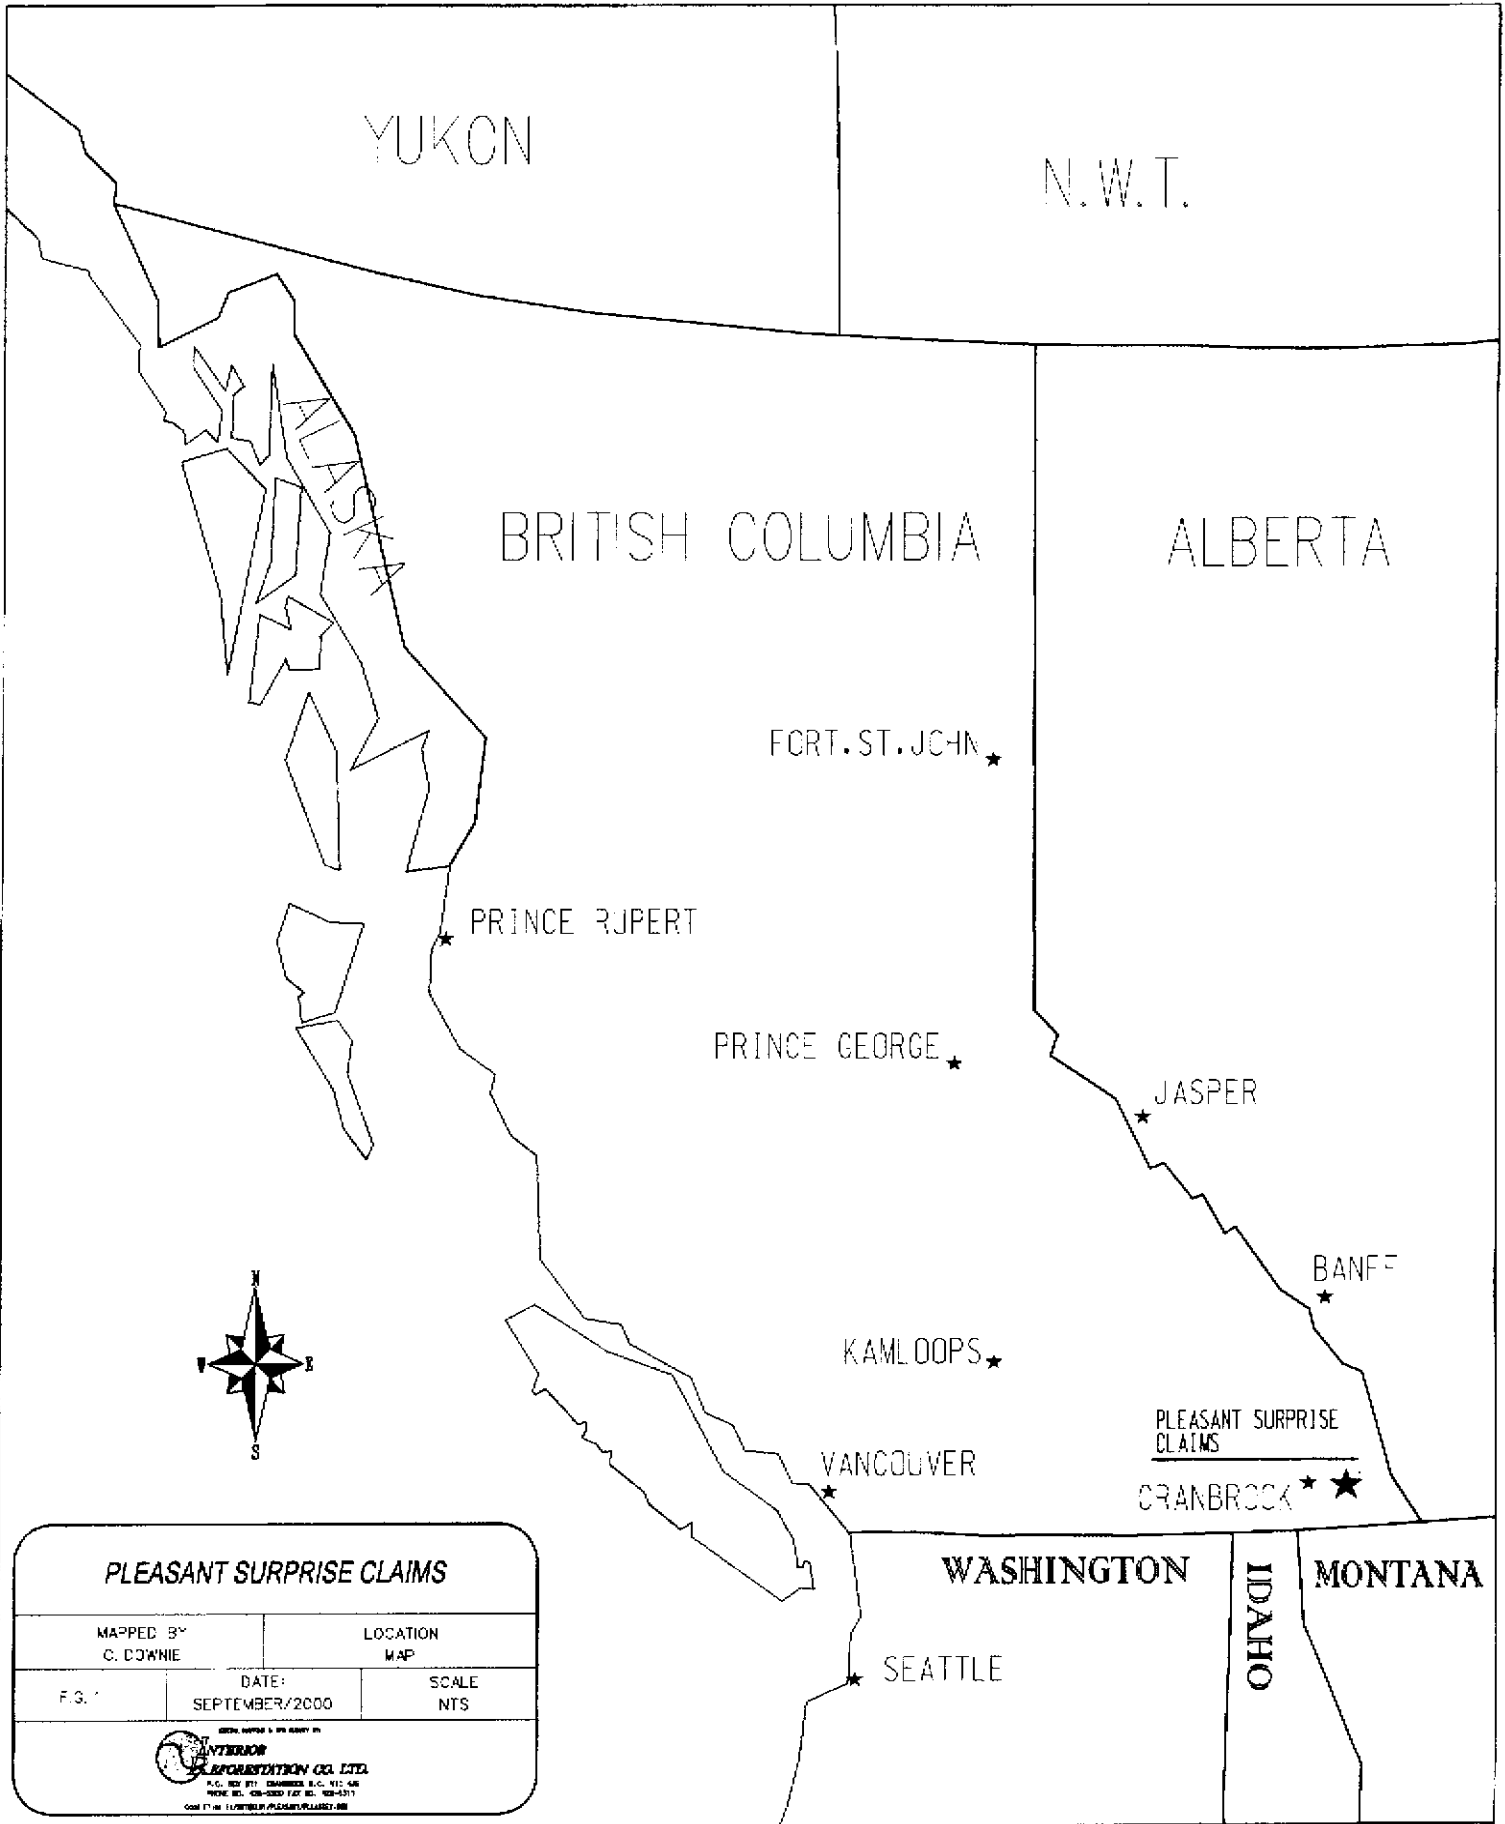 YUKON
N.W.T.
ALASKA
BRITISH COLUMBIA
ALBERTA
FORT.ST.JOHN
PRINCE RUPERT
PRINCE GEORGE
JASPER
BANFF
KAMLOOPS
PLEASANT SURPRISE
CLAIMS
VANCOUVER
CRANBROOK
N
W
E
S
WASHINGTON
IDAHO
MONTANA
SEATTLE
PLEASANT SURPRISE CLAIMS
MAPPED BY
C. DOWNIE
LOCATION
MAP
FIG. 1
DATE:
SEPTEMBER/2000
SCALE
NTS
INTERIOR
REFORESTATION CO. LTD.